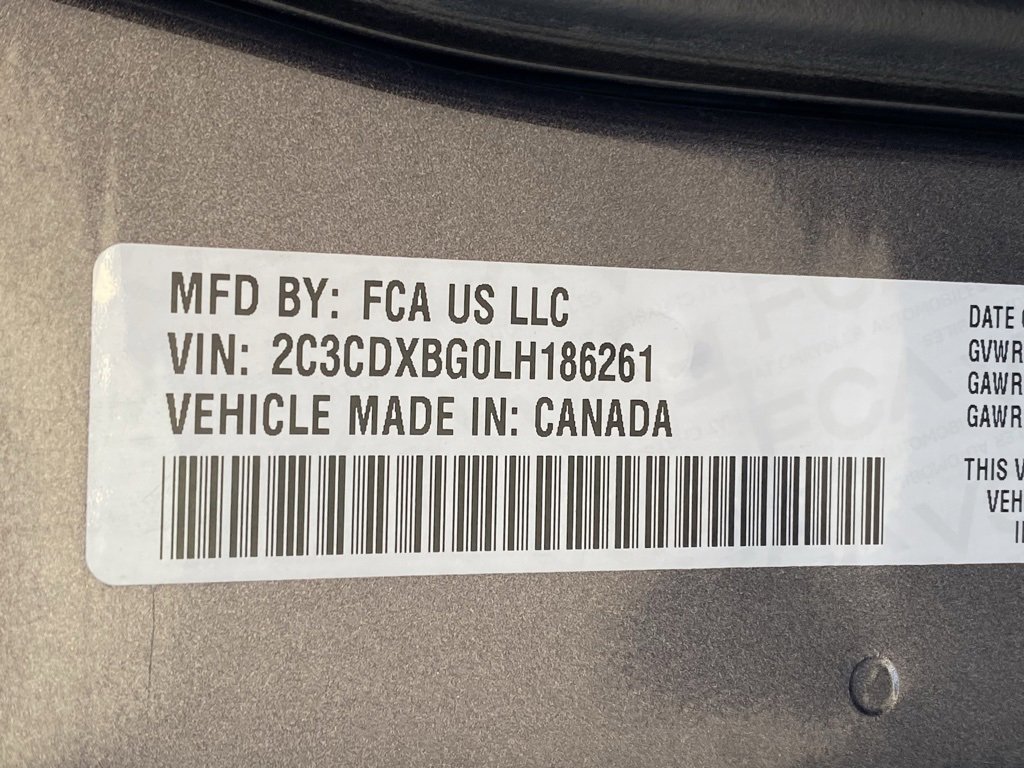 MFD BY: FCA US LLC
VIN: 2C3CDXBG0LH186261
VEHICLE MADE IN: CANADA
DATE
GVWR
GAWR
GAWR
THIS
VEH